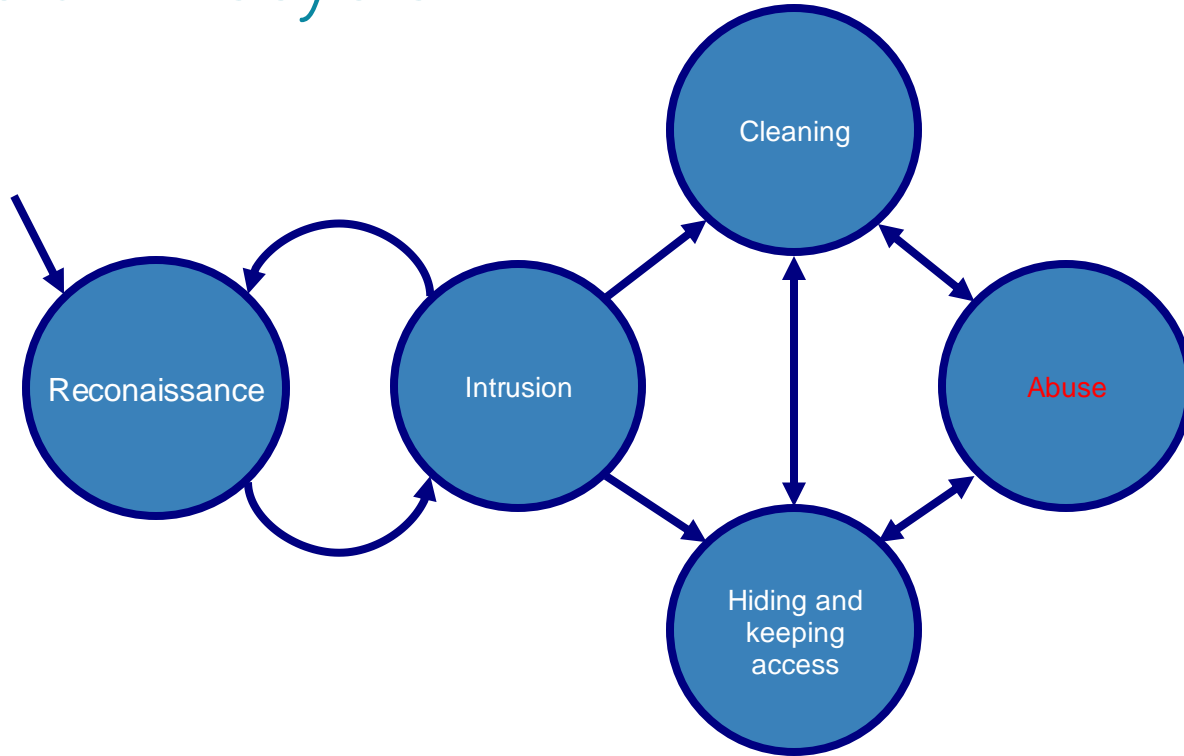 Cleaning
Reconaissance
Intrusion
Abuse
Hiding and
keeping
access